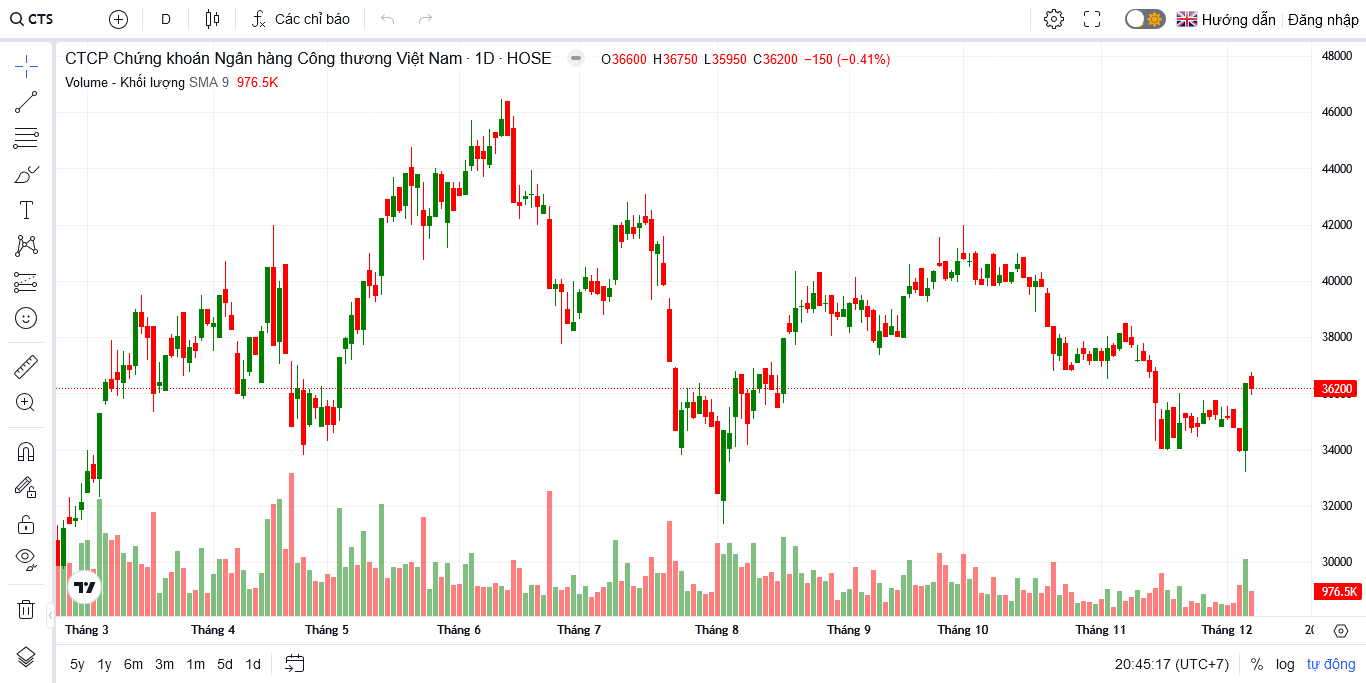 CTS D Các chỉ báo Hướng dẫn Đăng nhập
CTCP Chứng khoán Ngân hàng Công thương Việt Nam · 1D · HOSE O36600 H36750 L35950 C36200 −150 (−0.41%)
Volume - Khối lượng SMA 9 976.5K
48000
46000
44000
42000
40000
38000
36200
34000
32000
30000
976.5K
Tháng 3 Tháng 4 Tháng 5 Tháng 6 Tháng 7 Tháng 8 Tháng 9 Tháng 10 Tháng 11 Tháng 12
5y 1y 6m 3m 1m 5d 1d 20:45:17 (UTC+7) % log tự động